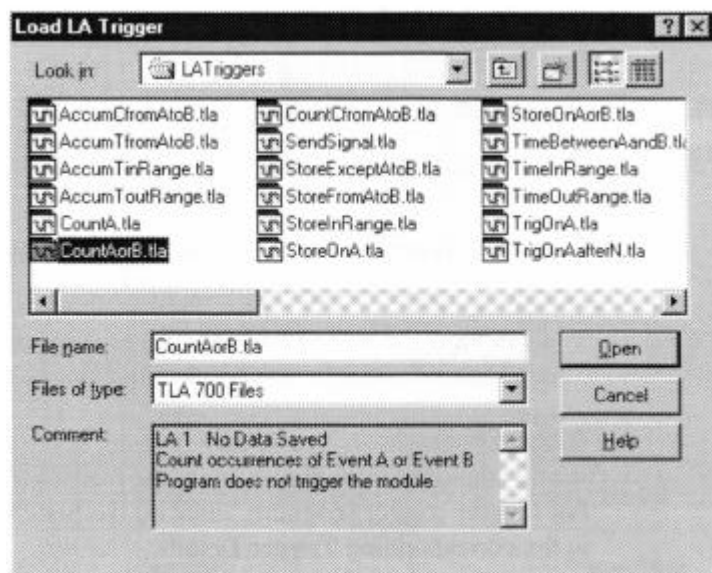 Load LA Trigger
Look in: LATriggers
AccumCfromAtoB.tla
AccumTfromAtoB.tla
AccumTinRange.tla
AccumToutRange.tla
CountA.tla
CountAorB.tla
CountCfromAtoB.tla
SendSignal.tla
StoreExceptAtoB.tla
StoreFromAtoB.tla
StoreInRange.tla
StoreOnA.tla
StoreOnAorB.tla
TimeBetweenAandB.tla
TimeInRange.tla
TimeOutRange.tla
TrigOnA.tla
TrigOnAafterN.tla
File name: CountAorB.tla
Open
Files of type: TLA 700 Files
Cancel
Comment:
LA 1 No Data Saved
Count occurrences of Event A or Event B
Program does not trigger the module.
Help